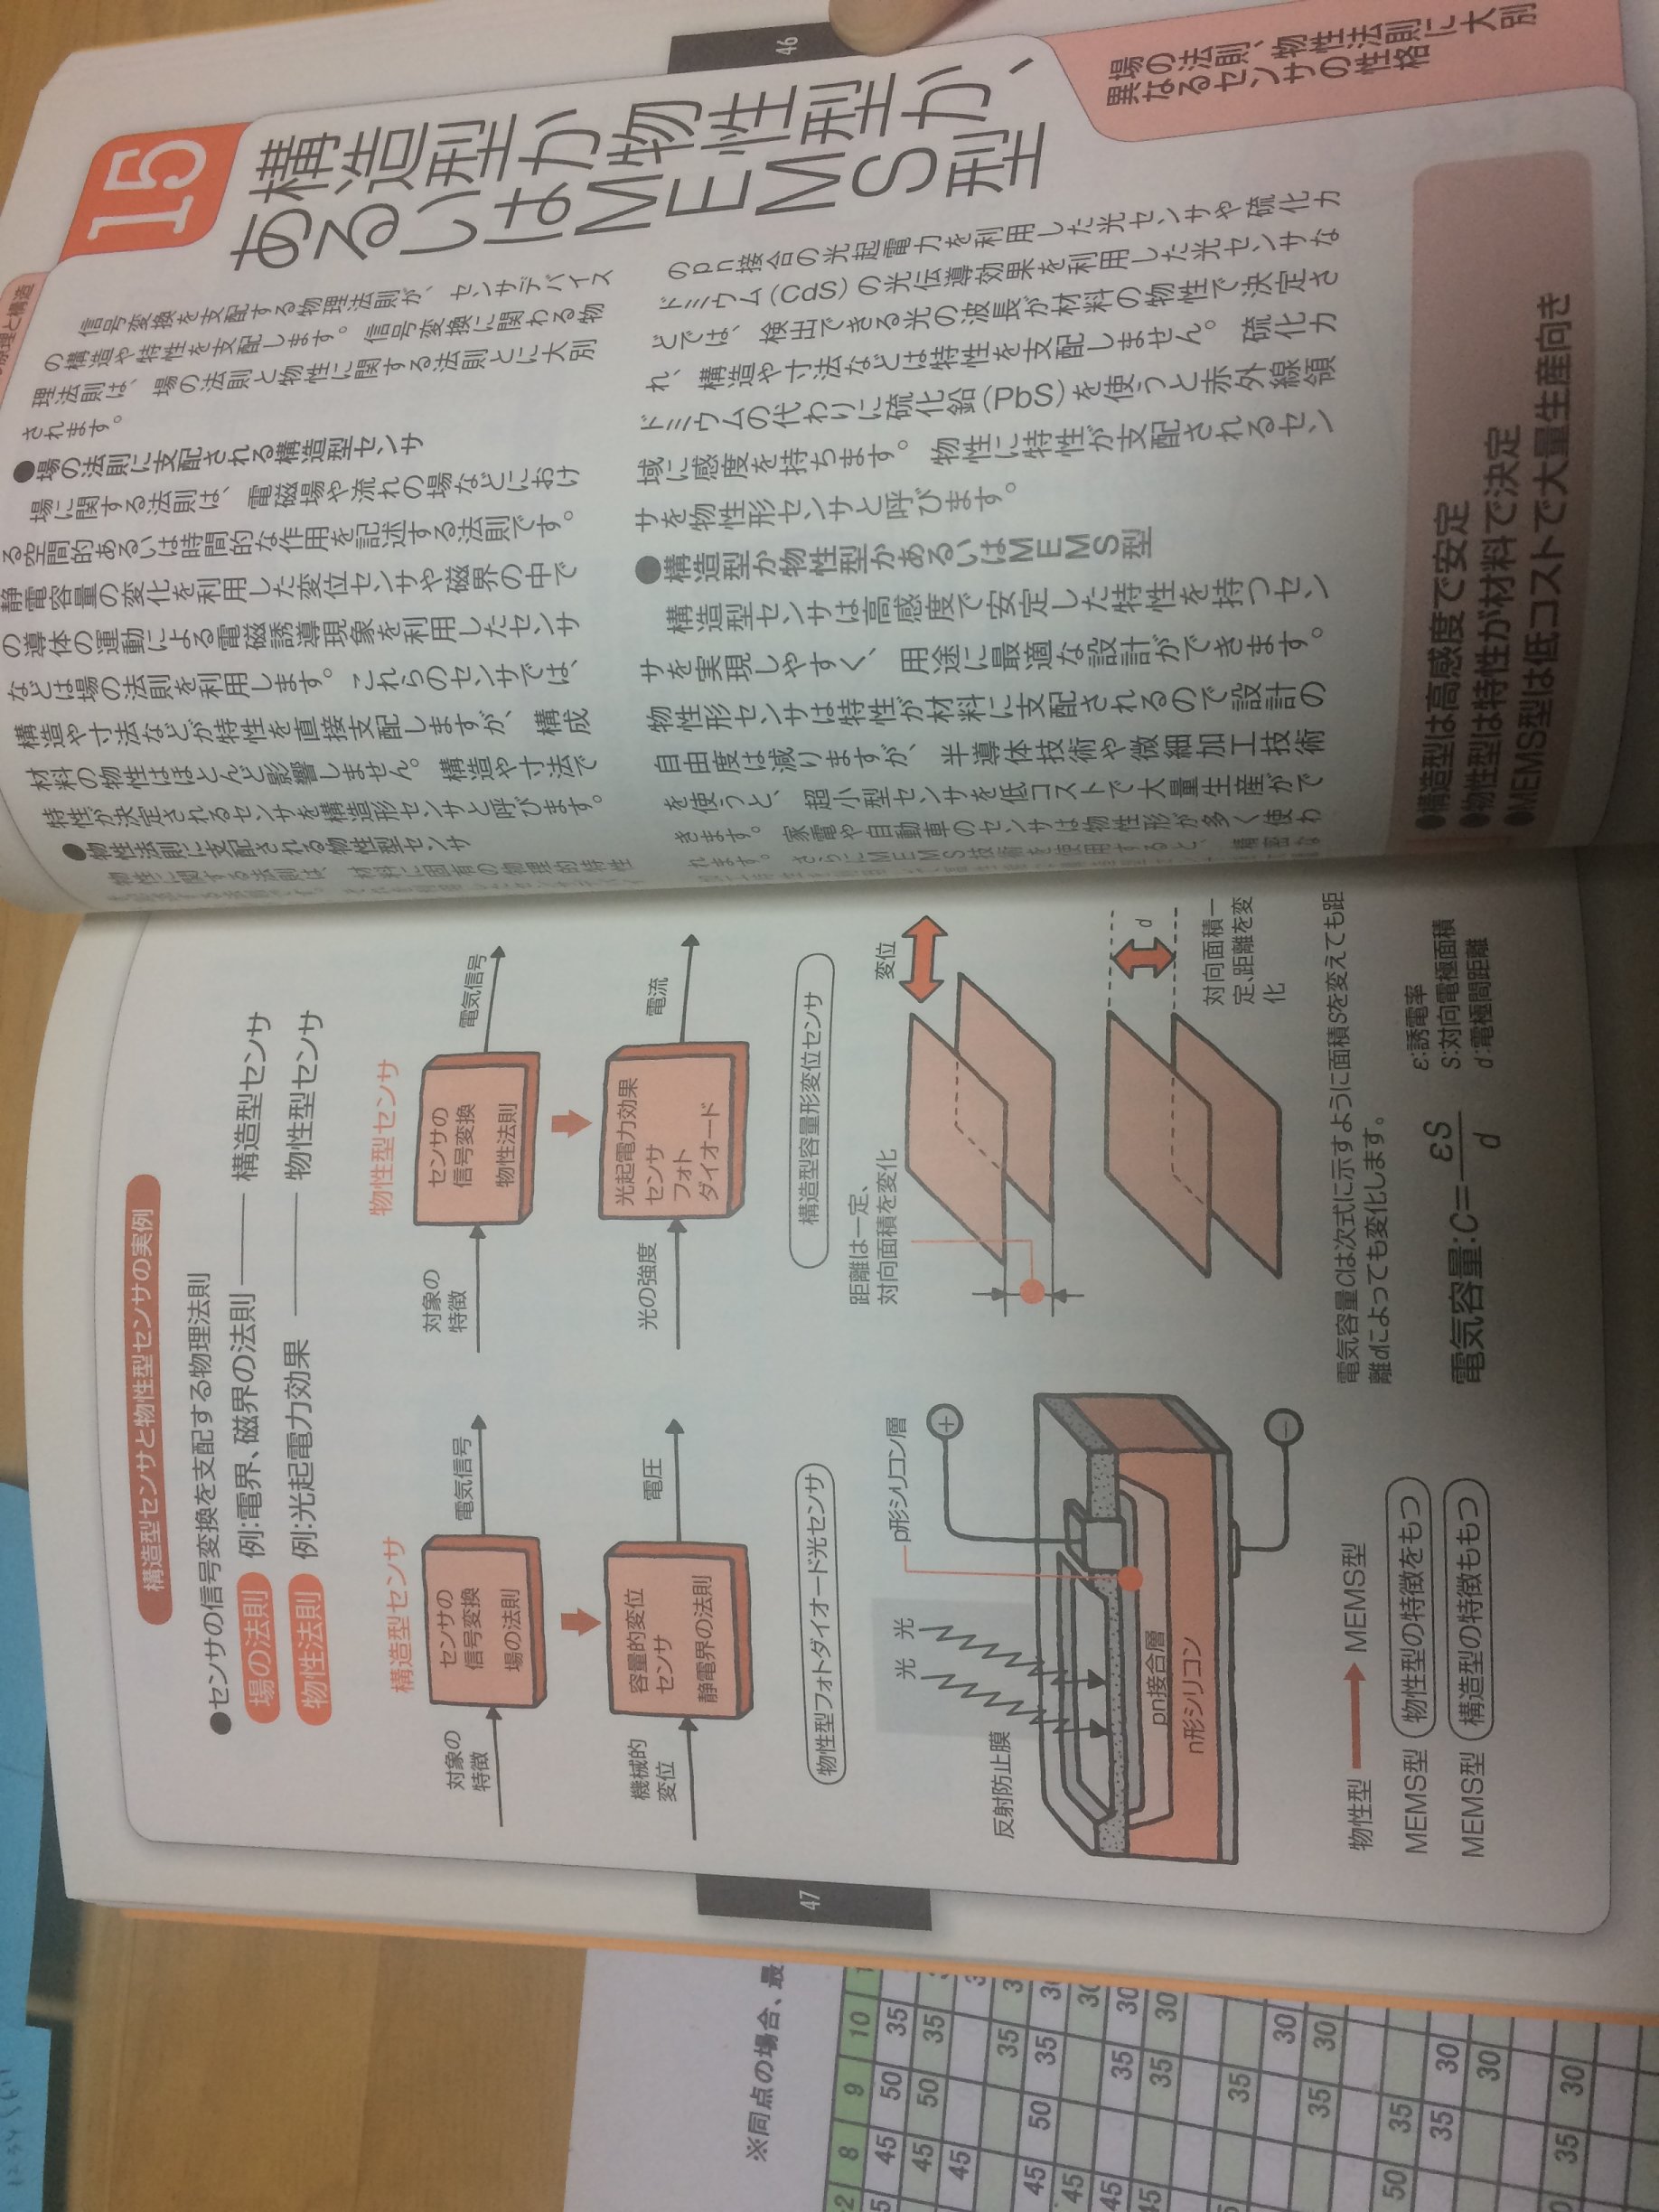 の原理と構造
15
構造型か物性型か、
あるいはMEMS型
場の法則、物性法則に大別
異なるセンサの性格
信号変換を支配する物理法則が、センサデバイス
の構造や特性を支配します。信号変換に関わる物
理法則は、場の法則と物性に関する法則とに大別
されます。
●場の法則に支配される構造型センサ
場に関する法則は、電磁場や流れの場などにおけ
る空間的あるいは時間的な作用を記述する法則です。
静電容量の変化を利用した変位センサや磁界の中で
の導体の運動による電磁誘導現象を利用したセンサ
などは場の法則を利用します。これらのセンサでは、
構造や寸法などが特性を直接支配しますが、構成
材料の物性はほとんど影響しません。構造や寸法で
特性が決定されるセンサを構造形センサと呼びます。
●物性法則に支配される物性型センサ
物性に関する法則は、材料に固有の物理的特性
のpn接合の光起電力を利用した光センサや硫化カ
ドミウム(CdS)の光伝導効果を利用した光センサな
どでは、検出できる光の波長が材料の物性で決定さ
れ、構造や寸法などは特性を支配しません。硫化カ
ドミウムの代わりに硫化鉛(PbS)を使うと赤外線領
域に感度を持ちます。物性に特性が支配されるセン
サを物性形センサと呼びます。
●構造型か物性型かあるいはMEMS型
構造型センサは高感度で安定した特性を持つセン
サを実現しやすく、用途に最適な設計ができます。
物性形センサは特性が材料に支配されるので設計の
自由度は減りますが、半導体技術や微細加工技術
を使うと、超小型センサを低コストで大量生産がで
きます。家電や自動車のセンサは物性形が多く使わ
れます。さらにMEMS技術を使用すると、精密な
●構造型は高感度で安定
●物性型は特性が材料で決定
●MEMS型は低コストで大量生産向き
46
構造型センサと物性型センサの実例
●センサの信号変換を支配する物理法則
場の法則 例:電界、磁界の法則 構造型センサ
物性法則 例:光起電力効果 物性型センサ
構造型センサ
対象の
特徴
センサの
信号変換
場の法則
電気信号
機械的
変位
容量的変位
センサ
静電界の法則
電圧
物性型センサ
対象の
特徴
センサの
信号変換
物性法則
電気信号
光の強度
光起電力効果
センサ
フォト
ダイオード
電流
物性型フォトダイオード光センサ
光 光
p形シリコン層
+
反射防止膜
pn接合層
n形シリコン
−
構造型容量形変位センサ
距離は一定、
対向面積を変化
変位
d
対向面積一
定、距離を変
化
物性型 MEMS型
MEMS型 物性型の特徴をもつ
MEMS型 構造型の特徴ももつ
電気容量Cは次式に示すように面積Sを変えても距
離dによっても変化します。
電気容量:C=εS/d
ε:誘電率
S:対向電極面積
d:電極間距離
47
※同点の場合、最
8 9 10
45 50 35
45 50 35
45
35
45 50 35
45 30
45 35 30
45 35 30
35
30
35 30
50 35
35 30
30
35 30